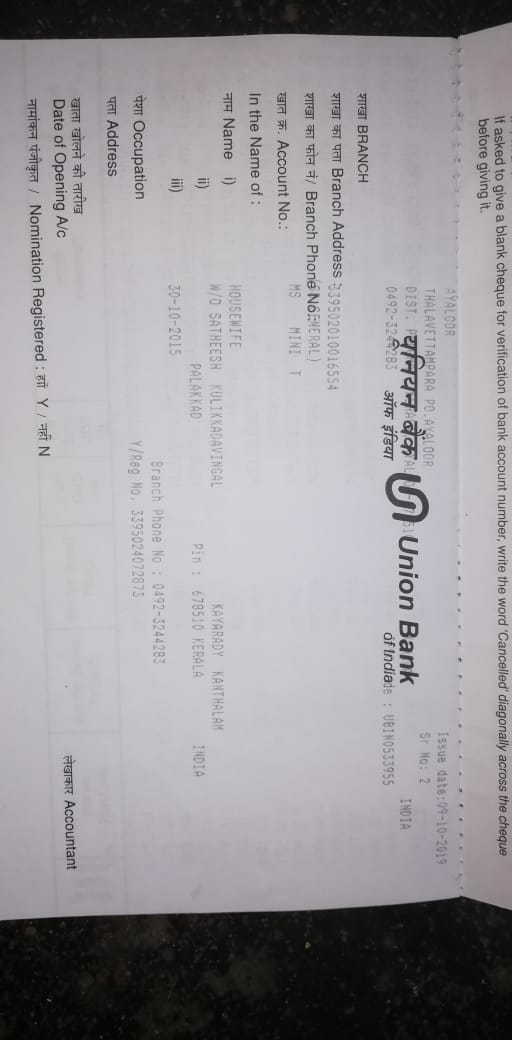 If asked to give a blank cheque for verification of bank account number, write the word 'Cancelled' diagonally across the cheque
before giving it.
AYALOOR
Issue date:09-10-2019
THALAVETTAMPARA PO.AYALOOR
Sr No: 2
DIST.
INDIA
यूनियन बैंक Union Bank
0492-3244283
ऑफ इंडिया of India : UBIN0533955
शाखा BRANCH
शाखा का पता Branch Address :
339502010016554
शाखा का फोन नं/ Branch Phone No.:
(GENERAL)
खात क्र. Account No.:
MS MINI T
In the Name of :
नाम Name i)
HOUSEWIFE
ii)
W/O SATHEESH KULIKKADAVINGAL KAYARADY KANTHALAM
iii)
PALAKKAD Pin : 678510 KERALA INDIA
30-10-2015
पेशा Occupation
Branch Phone No : 0492-3244283
Y/Reg No. 3395024072873
पता Address
खाता खोलने की तारीख
Date of Opening A/c
लेखाकार Accountant
नामांकन पंजीकृत / Nomination Registered : हाँ Y / नहीं N